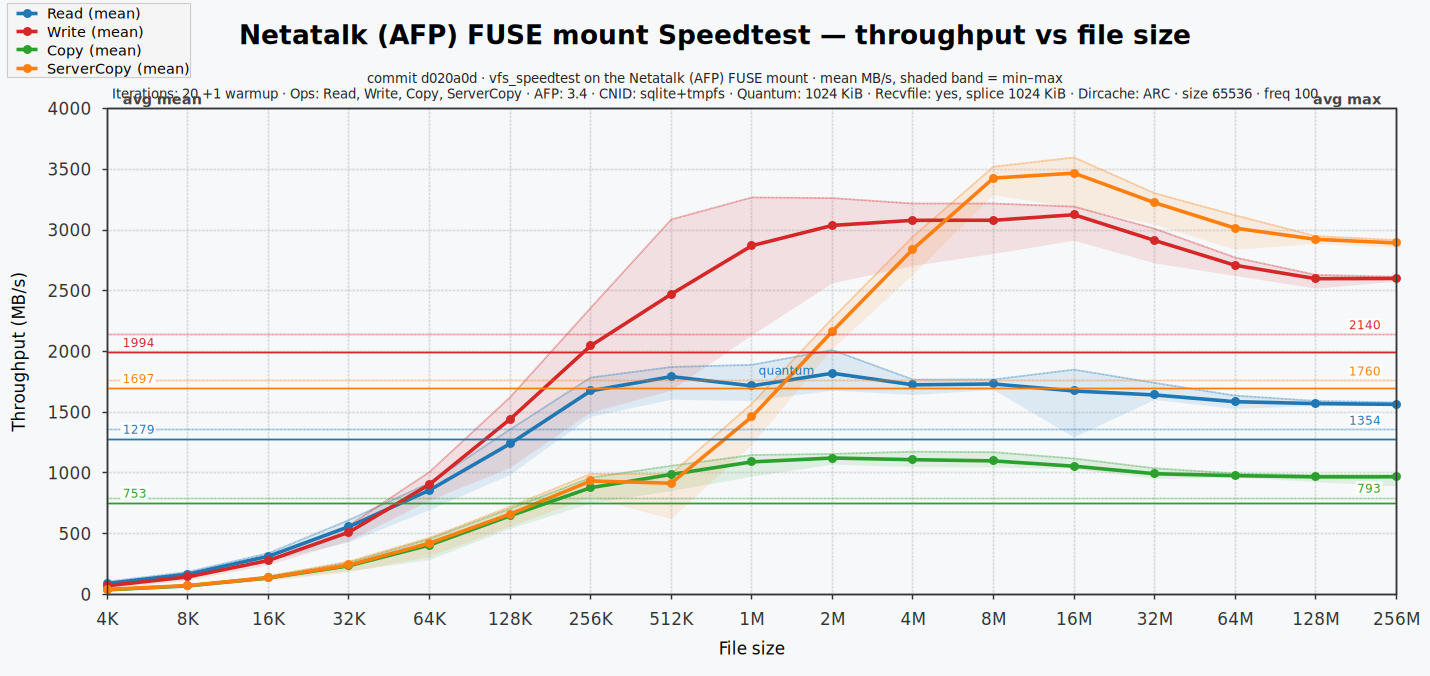 Read (mean)
Write (mean)
Copy (mean)
ServerCopy (mean)
Netatalk (AFP) FUSE mount Speedtest — throughput vs file size
commit d020a0d · vfs_speedtest on the Netatalk (AFP) FUSE mount · mean MB/s, shaded band = min–max
Iterations: 20 +1 warmup · Ops: Read, Write, Copy, ServerCopy · AFP: 3.4 · CNID: sqlite+tmpfs · Quantum: 1024 KiB · Recvfile: yes, splice 1024 KiB · Dircache: ARC · size 65536 · freq 100
avg mean
avg max
4000
3500
3000
2500
2000
1500
1000
500
0
Throughput (MB/s)
1994
1697
1279
753
quantum
2140
1760
1354
793
4K 8K 16K 32K 64K 128K 256K 512K 1M 2M 4M 8M 16M 32M 64M 128M 256M
File size